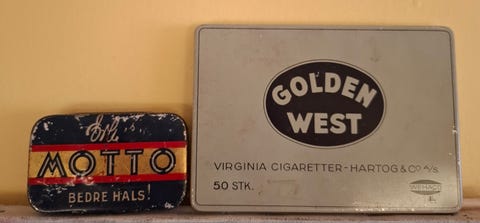 MOTTO
BEDRE HALS!
GOLDEN
WEST
VIRGINIA CIGARETTER - HARTOG & Co. A/S.
50 STK.